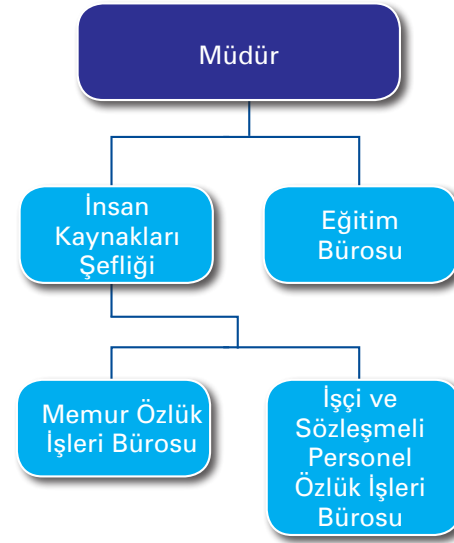 Müdür
İnsan
Kaynakları
Şefliği
Eğitim
Bürosu
Memur Özlük
İşleri Bürosu
İşçi ve
Sözleşmeli
Personel
Özlük İşleri
Bürosu